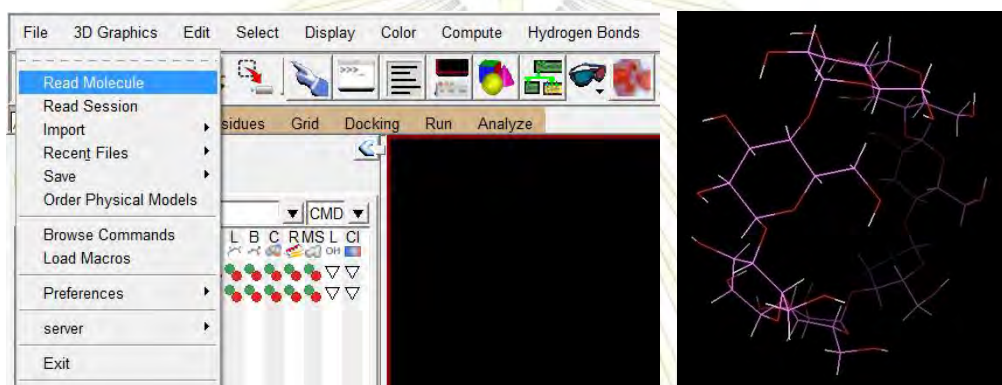 File 3D Graphics Edit Select Display Color Compute Hydrogen Bonds
Read Molecule
Read Session
Import
Recent Files
Save
Order Physical Models
Browse Commands
Load Macros
Preferences
server
Exit
sidues Grid Docking Run Analyze
CMD
L B C R MS L Cl